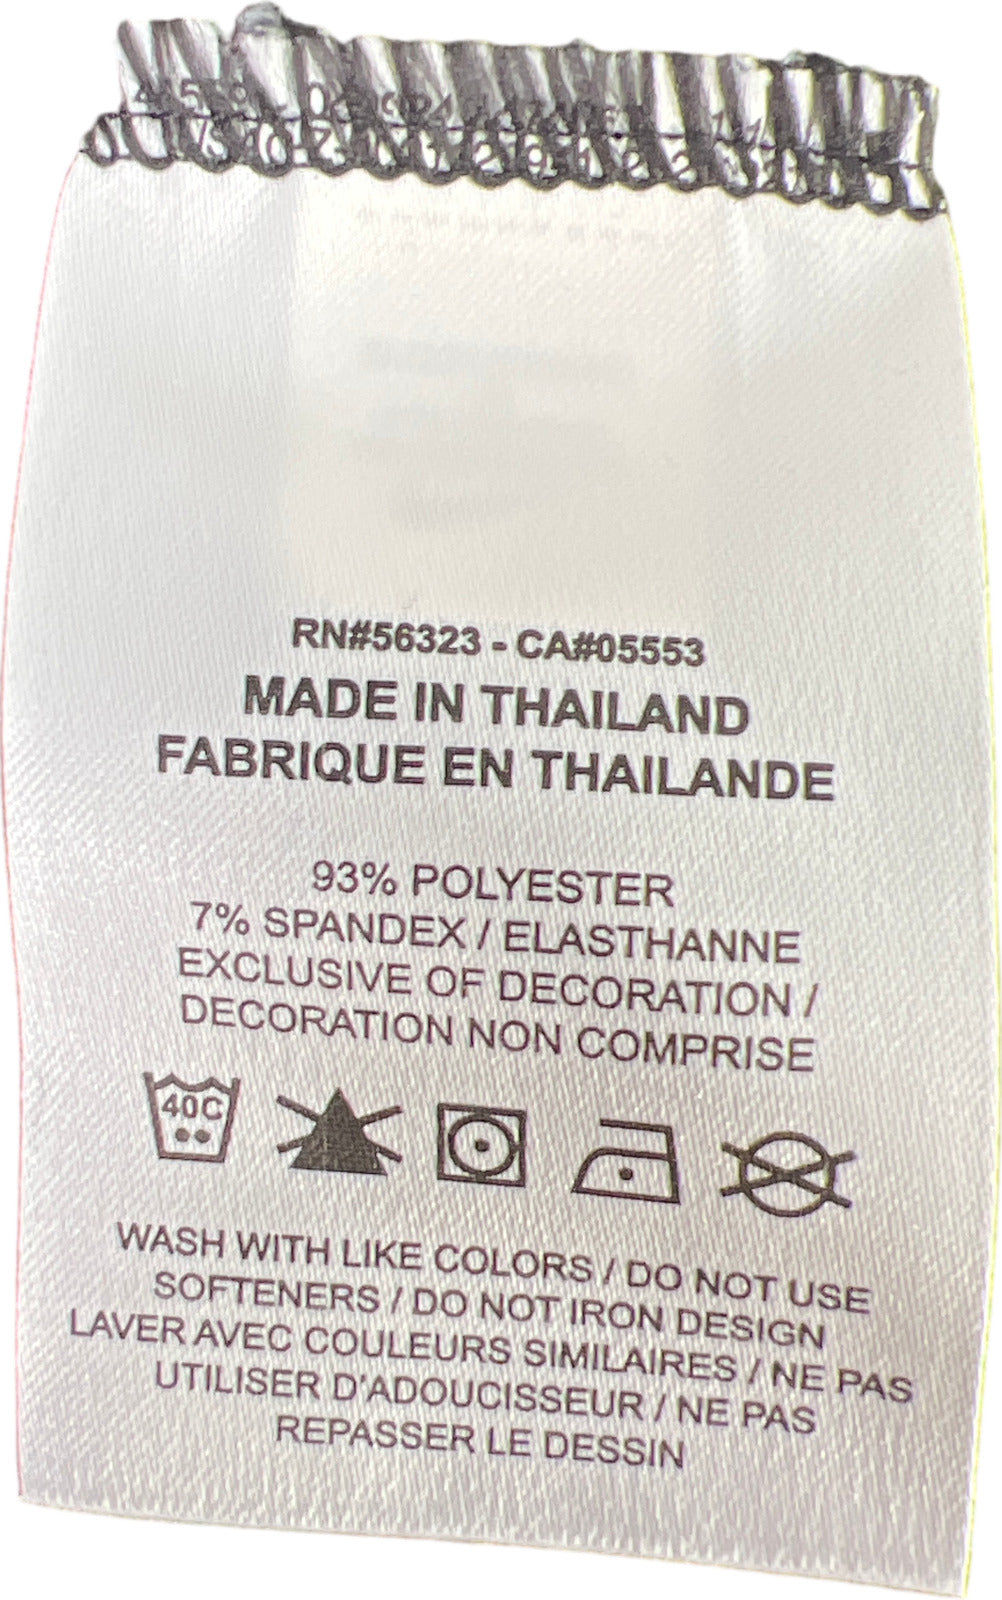 RN#56323 - CA#05553
MADE IN THAILAND
FABRIQUE EN THAILANDE
93% POLYESTER
7% SPANDEX / ELASTHANNE
EXCLUSIVE OF DECORATION /
DECORATION NON COMPRISE
40C
WASH WITH LIKE COLORS / DO NOT USE
SOFTENERS / DO NOT IRON DESIGN
LAVER AVEC COULEURS SIMILAIRES / NE PAS
UTILISER D'ADOUCISSEUR / NE PAS
REPASSER LE DESSIN